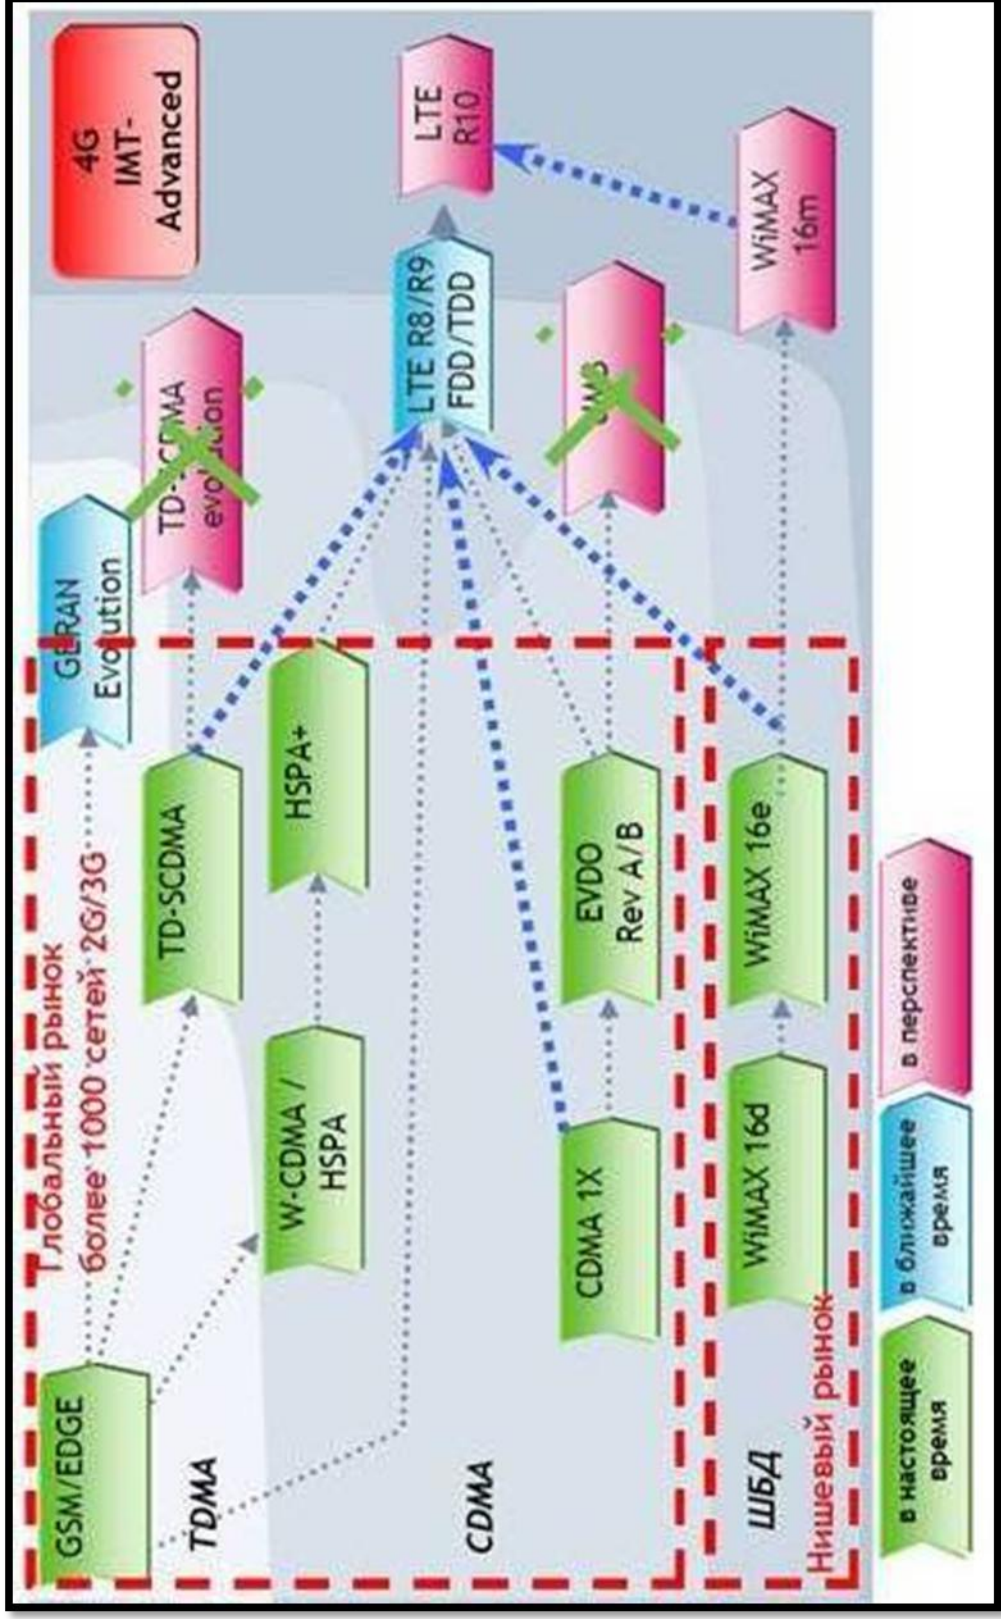 4G
IMT-
Advanced
GERAN
Evolution
TD-SCDMA
evolution
LTE R8/R9
FDD/TDD
LTE
R10
WiMAX
16m
Глобальный рынок
более 1000 сетей 2G/3G
GSM/EDGE
TDMA
TD-SCDMA
W-CDMA /
HSPA
HSPA+
CDMA
CDMA 1X
EVDO
Rev A/B
ШБД
WiMAX 16d
WiMAX 16e
Нишевый рынок
в настоящее
время
в ближайшее
время
в перспективе